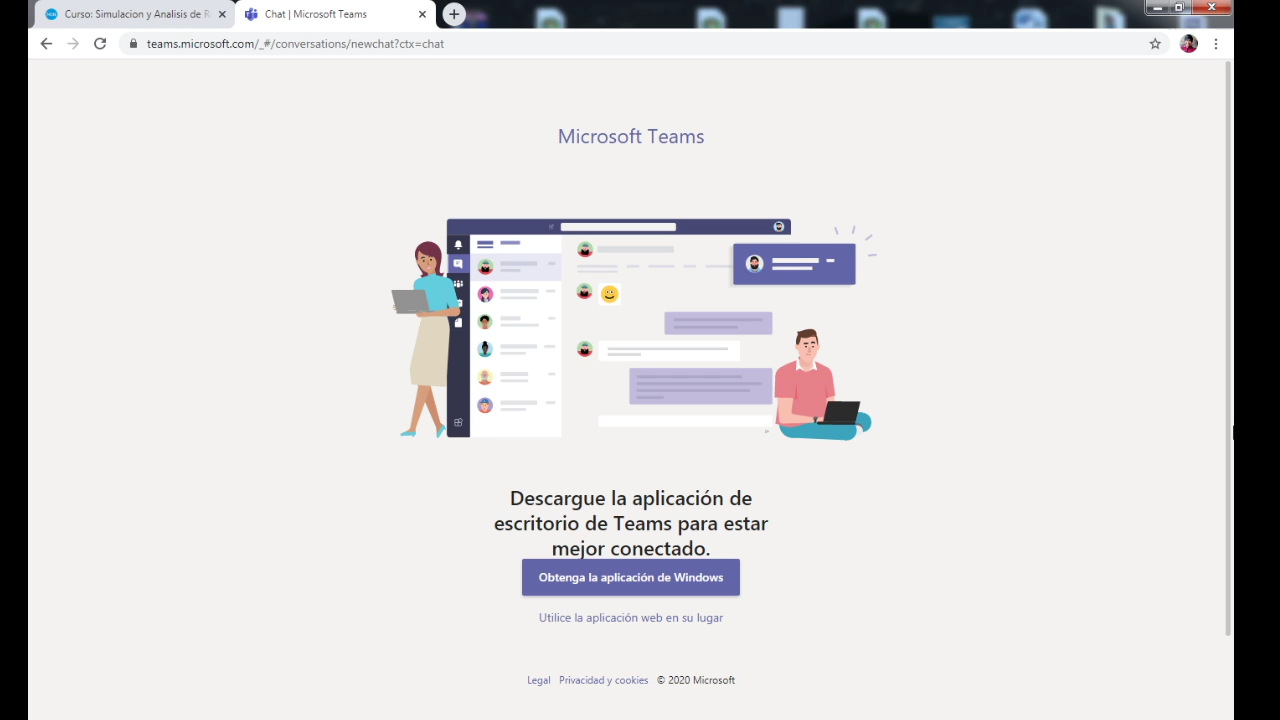 Curso: Simulacion y Analisis de R
Chat | Microsoft Teams
teams.microsoft.com/_#/conversations/newchat?ctx=chat
Microsoft Teams
Descargue la aplicación de
escritorio de Teams para estar
mejor conectado.
Obtenga la aplicación de Windows
Utilice la aplicación web en su lugar
Legal Privacidad y cookies © 2020 Microsoft